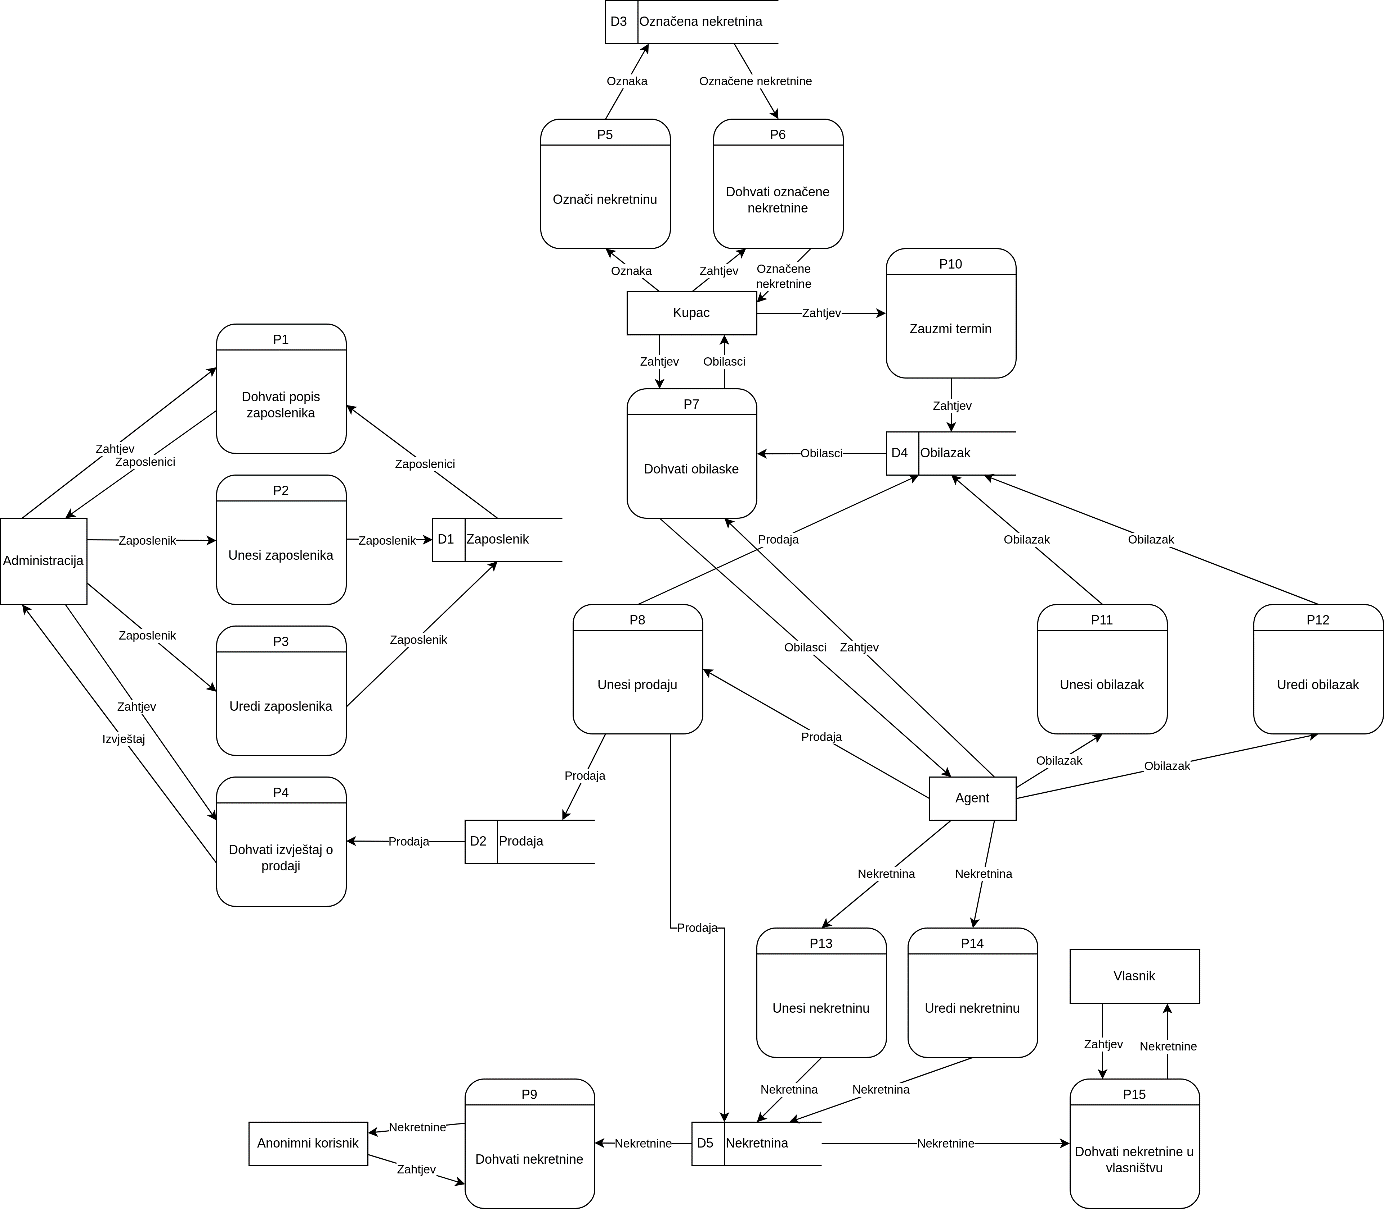 D3
Označena nekretnina
Oznaka
Označene nekretnine
P5
P6
Označi nekretninu
Dohvati označene
nekretnine
Oznaka
Zahtjev
Označene
nekretnine
P10
Kupac
Zahtjev
Zauzmi termin
P1
Zahtjev
Obilasci
Dohvati popis
zaposlenika
P7
Zahtjev
Zahtjev
Zaposlenici
Zaposlenici
Dohvati obilaske
Obilasci
D4
Obilazak
P2
Administracija
Zaposlenik
Unesi zaposlenika
Zaposlenik
D1
Zaposlenik
Prodaja
Obilazak
Obilazak
P8
P11
P12
Zaposlenik
P3
Zaposlenik
Obilasci
Zahtjev
Uredi zaposlenika
Unesi prodaju
Unesi obilazak
Uredi obilazak
Zahtjev
Izvještaj
Prodaja
Obilazak
Obilazak
P4
Prodaja
Agent
Dohvati izvještaj o
prodaji
Prodaja
D2
Prodaja
Nekretnina
Nekretnina
Prodaja
P13
P14
Vlasnik
Unesi nekretninu
Uredi nekretninu
Zahtjev
Nekretnine
Nekretnina
Nekretnina
P9
P15
Anonimni korisnik
Nekretnine
Zahtjev
Dohvati nekretnine
Nekretnine
D5
Nekretnina
Nekretnine
Dohvati nekretnine u
vlasništvu